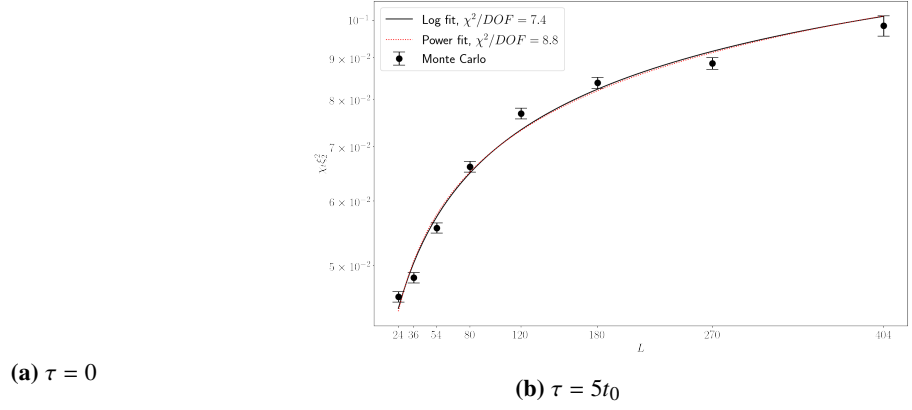 10⁻¹
9 × 10⁻²
8 × 10⁻²
7 × 10⁻²
6 × 10⁻²
5 × 10⁻²
χₜξ₂²
Log fit, χ²/DOF = 7.4
Power fit, χ²/DOF = 8.8
Monte Carlo
24 36 54 80 120 180 270 404
L
(a) τ = 0
(b) τ = 5t₀